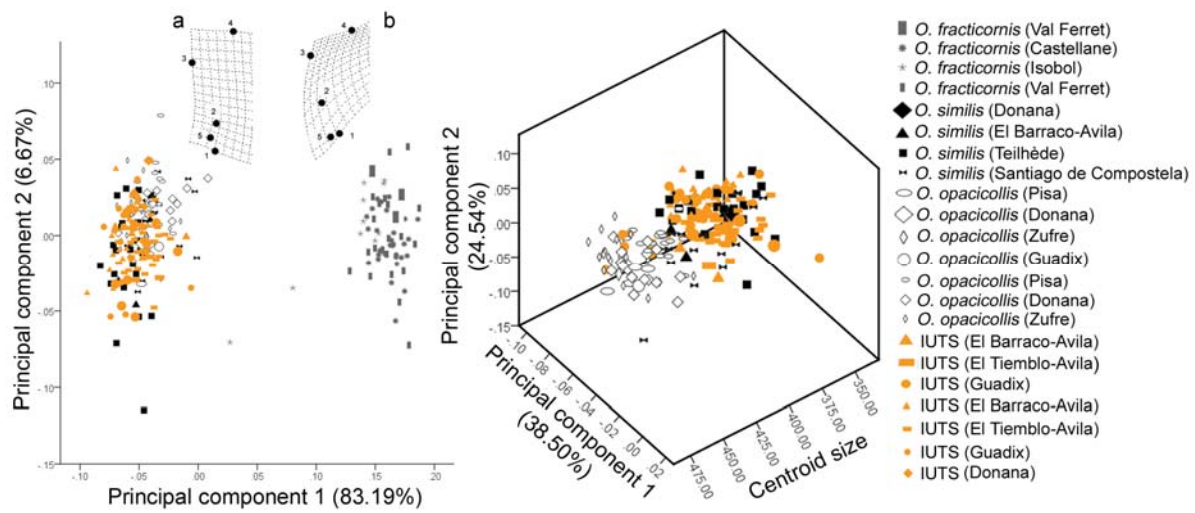 a
b
4
3
2
5
1
4
3
2
5
1
Principal component 2 (6.67%)
.10
.05
.00
-.05
-.10
-.15
-.10
-.05
.00
.05
.10
.15
.20
Principal component 1 (83.19%)
Principal component 2
(24.54%)
0.10
0.05
0.00
-0.05
-0.10
-.15
-.10
-.08
-.06
-.04
-.02
.00
.02
Principal component 1
(38.50%)
475.00
450.00
425.00
400.00
375.00
350.00
Centroid size
O. fracticornis (Val Ferret)
O. fracticornis (Castellane)
O. fracticornis (Isobol)
O. fracticornis (Val Ferret)
O. similis (Donana)
O. similis (El Barraco-Avila)
O. similis (Teilhède)
O. similis (Santiago de Compostela)
O. opacicollis (Pisa)
O. opacicollis (Donana)
O. opacicollis (Zufre)
O. opacicollis (Guadix)
O. opacicollis (Pisa)
O. opacicollis (Donana)
O. opacicollis (Zufre)
IUTS (El Barraco-Avila)
IUTS (El Tiemblo-Avila)
IUTS (Guadix)
IUTS (El Barraco-Avila)
IUTS (El Tiemblo-Avila)
IUTS (Guadix)
IUTS (Donana)